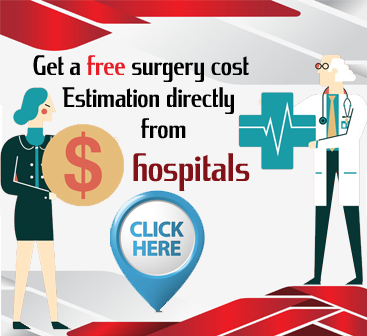 Get a free surgery cost
Estimation directly
from
hospitals
$
CLICK
HERE